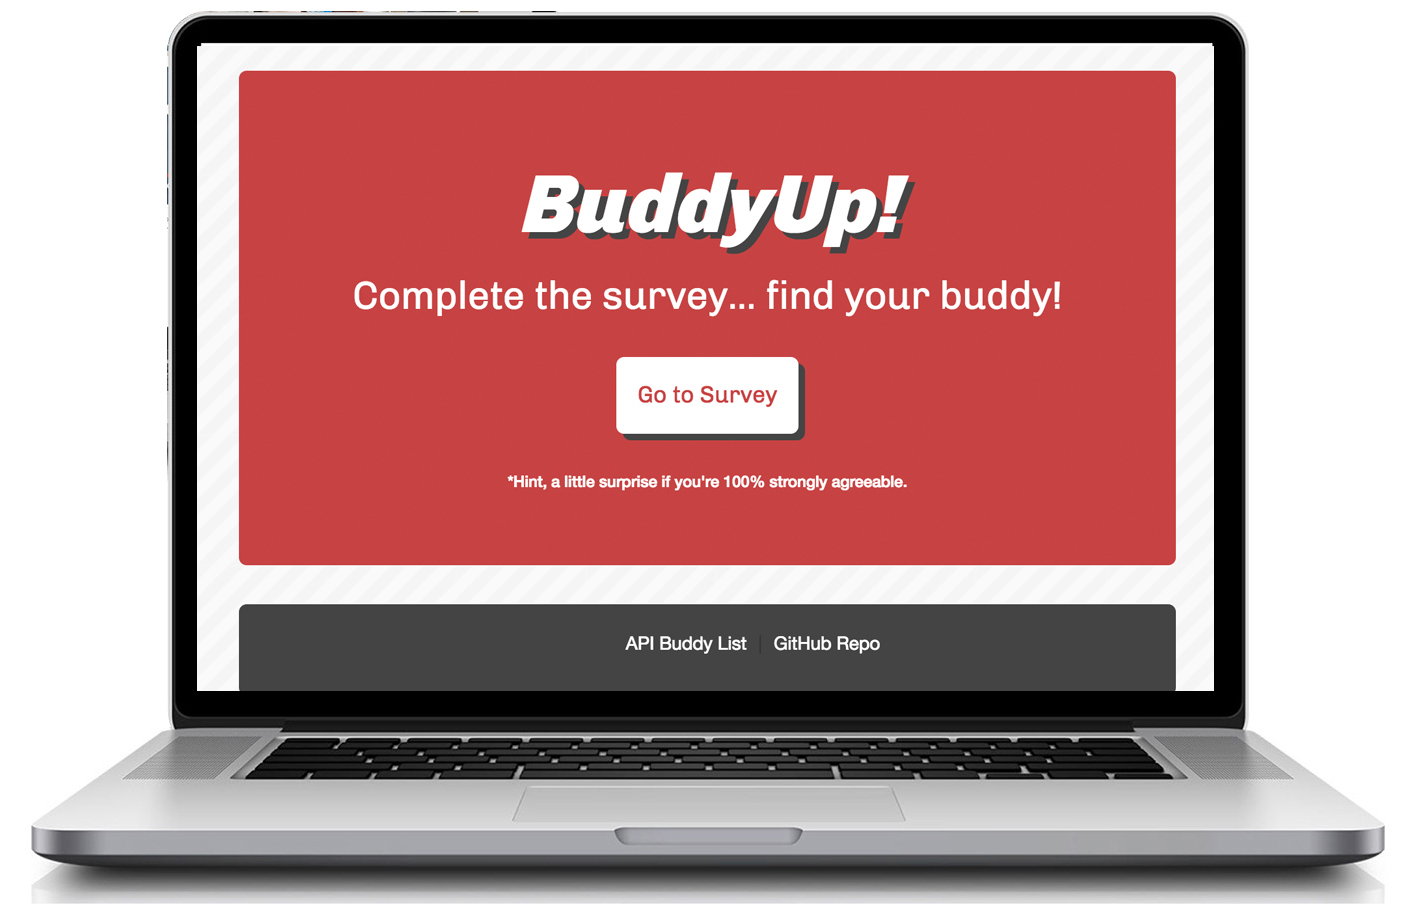 BuddyUp!
Complete the survey... find your buddy!
Go to Survey
*Hint, a little surprise if you're 100% strongly agreeable.
API Buddy List | GitHub Repo